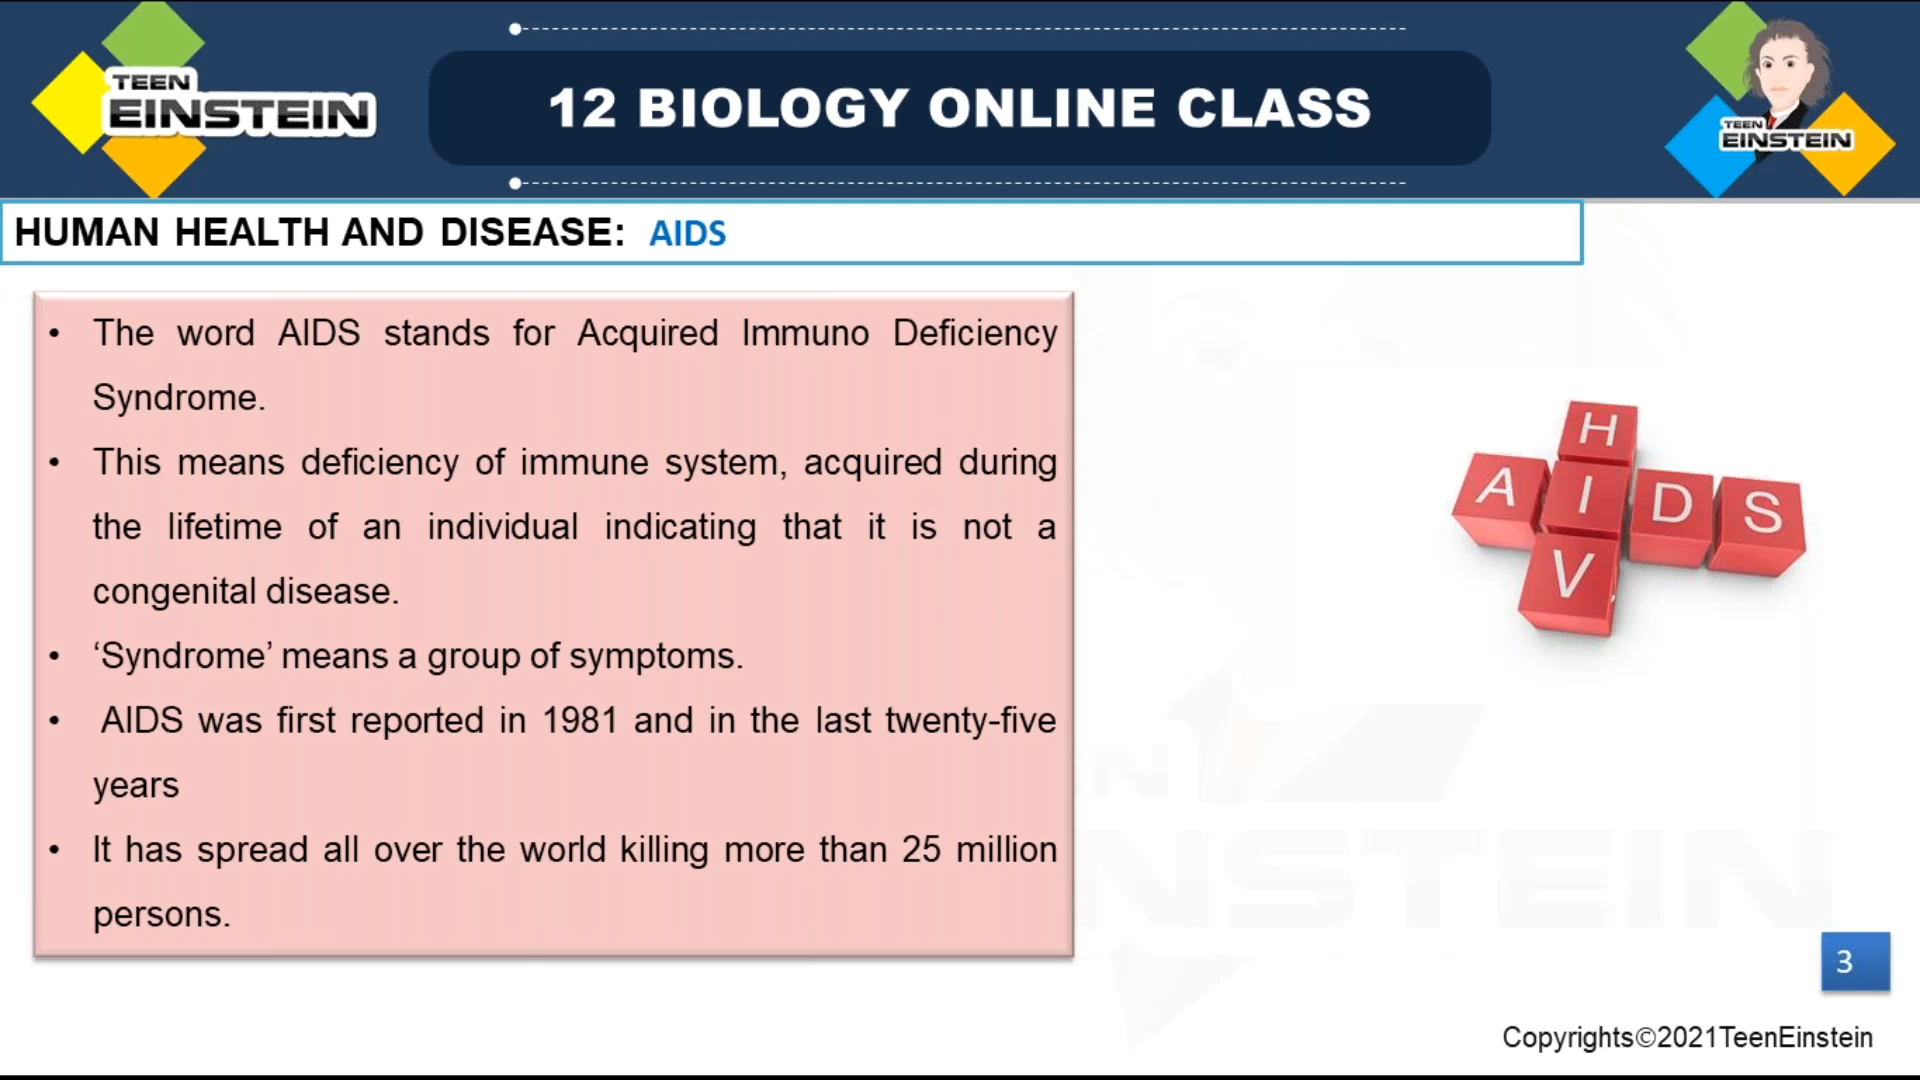 TEEN
EINSTEIN
12 BIOLOGY ONLINE CLASS
TEEN
EINSTEIN
HUMAN HEALTH AND DISEASE: AIDS
• The word AIDS stands for Acquired Immuno Deficiency
Syndrome.
• This means deficiency of immune system, acquired during
the lifetime of an individual indicating that it is not a
congenital disease.
• ‘Syndrome’ means a group of symptoms.
• AIDS was first reported in 1981 and in the last twenty-five
years
• It has spread all over the world killing more than 25 million
persons.
H
A I D S
V
NSTEIN
3
Copyrights©2021TeenEinstein